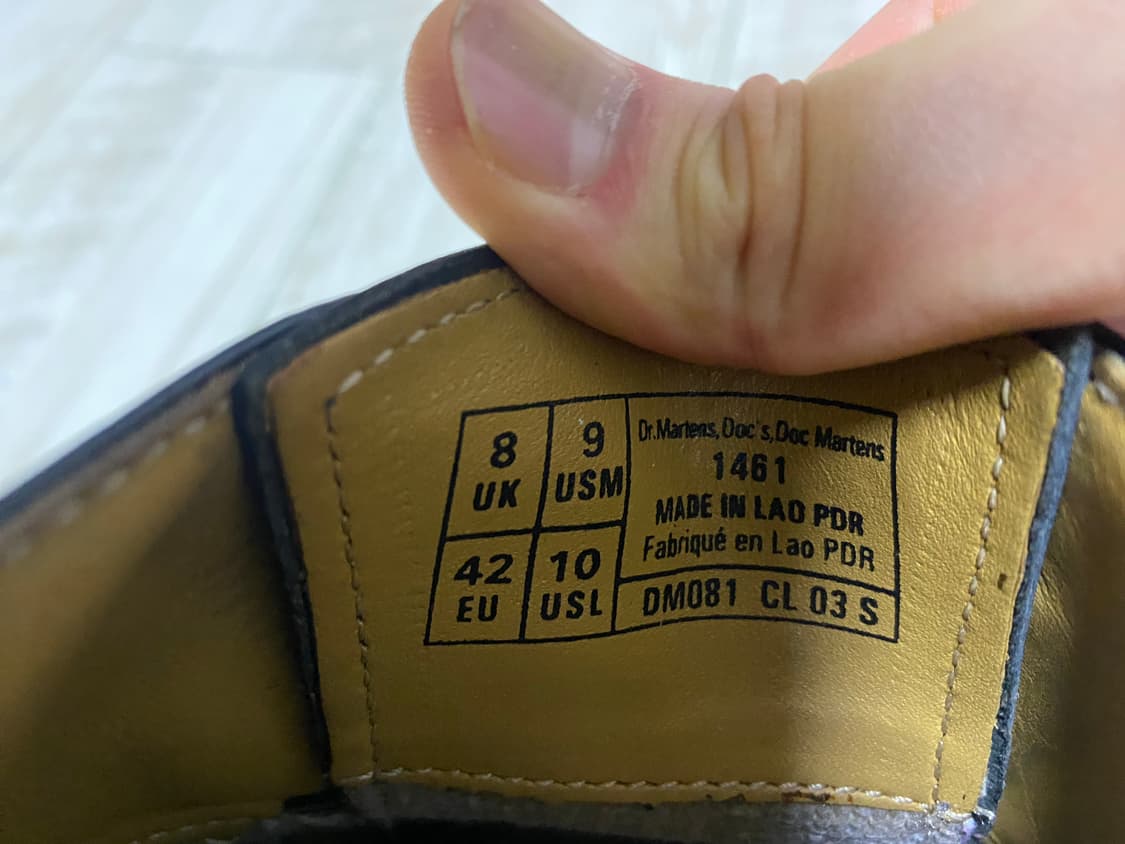 8
UK
9
USM
42
EU
10
USL
Dr.Martens, Doc's, Doc Martens
1461
MADE IN LAO PDR
Fabriqué en Lao PDR
DM081 CL 03 S